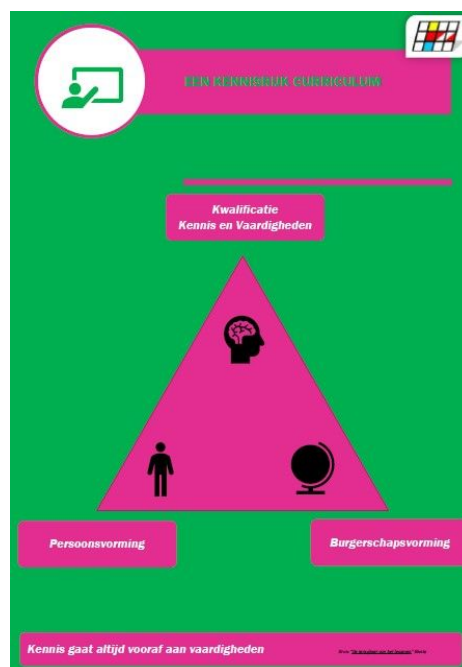 EEN KENNISRIJK CURRICULUM
Kwalificatie
Kennis en Vaardigheden
Persoonsvorming
Burgerschapsvorming
Kennis gaat altijd vooraf aan vaardigheden